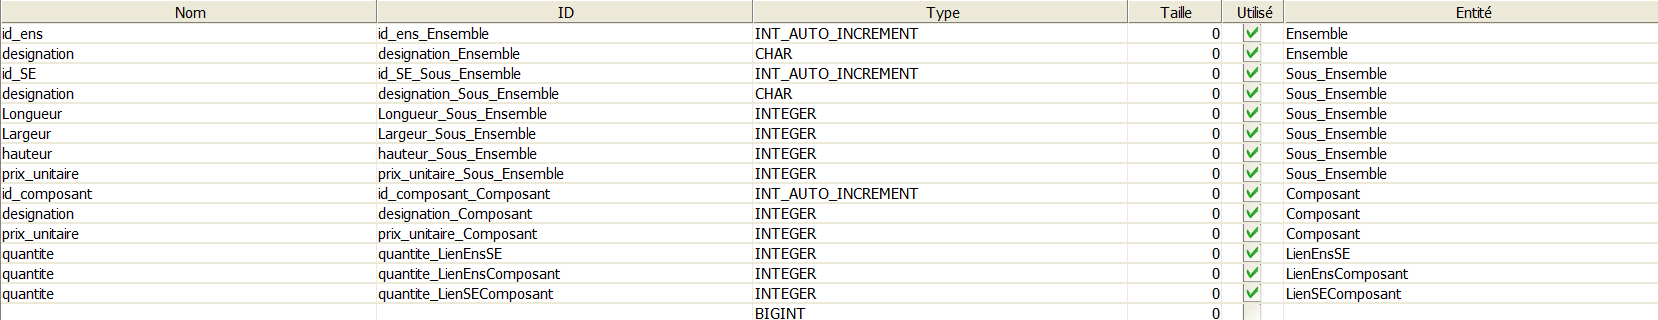 Nom ID Type Taille Utilisé Entité
id_ens id_ens_Ensemble INT_AUTO_INCREMENT 0 Ensemble
designation designation_Ensemble CHAR 0 Ensemble
id_SE id_SE_Sous_Ensemble INT_AUTO_INCREMENT 0 Sous_Ensemble
designation designation_Sous_Ensemble CHAR 0 Sous_Ensemble
Longueur Longueur_Sous_Ensemble INTEGER 0 Sous_Ensemble
Largeur Largeur_Sous_Ensemble INTEGER 0 Sous_Ensemble
hauteur hauteur_Sous_Ensemble INTEGER 0 Sous_Ensemble
prix_unitaire prix_unitaire_Sous_Ensemble INTEGER 0 Sous_Ensemble
id_composant id_composant_Composant INT_AUTO_INCREMENT 0 Composant
designation designation_Composant INTEGER 0 Composant
prix_unitaire prix_unitaire_Composant INTEGER 0 Composant
quantite quantite_LienEnsSE INTEGER 0 LienEnsSE
quantite quantite_LienEnsComposant INTEGER 0 LienEnsComposant
quantite quantite_LienSEComposant INTEGER 0 LienSEComposant
BIGINT 0